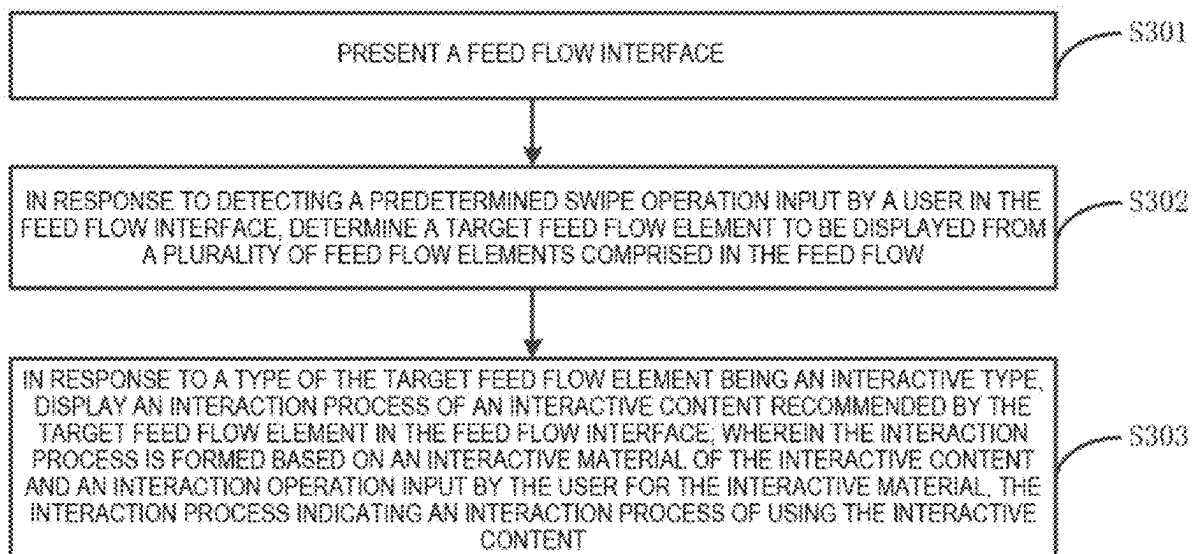 PRESENT A FEED FLOW INTERFACE
S301
IN RESPONSE TO DETECTING A PREDETERMINED SWIPE OPERATION INPUT BY A USER IN THE
FEED FLOW INTERFACE, DETERMINE A TARGET FEED FLOW ELEMENT TO BE DISPLAYED FROM
A PLURALITY OF FEED FLOW ELEMENTS COMPRISED IN THE FEED FLOW
S302
IN RESPONSE TO A TYPE OF THE TARGET FEED FLOW ELEMENT BEING AN INTERACTIVE TYPE,
DISPLAY AN INTERACTION PROCESS OF AN INTERACTIVE CONTENT RECOMMENDED BY THE
TARGET FEED FLOW ELEMENT IN THE FEED FLOW INTERFACE; WHEREIN THE INTERACTION
PROCESS IS FORMED BASED ON AN INTERACTIVE MATERIAL OF THE INTERACTIVE CONTENT
AND AN INTERACTION OPERATION INPUT BY THE USER FOR THE INTERACTIVE MATERIAL, THE
INTERACTION PROCESS INDICATING AN INTERACTION PROCESS OF USING THE INTERACTIVE
CONTENT
S303